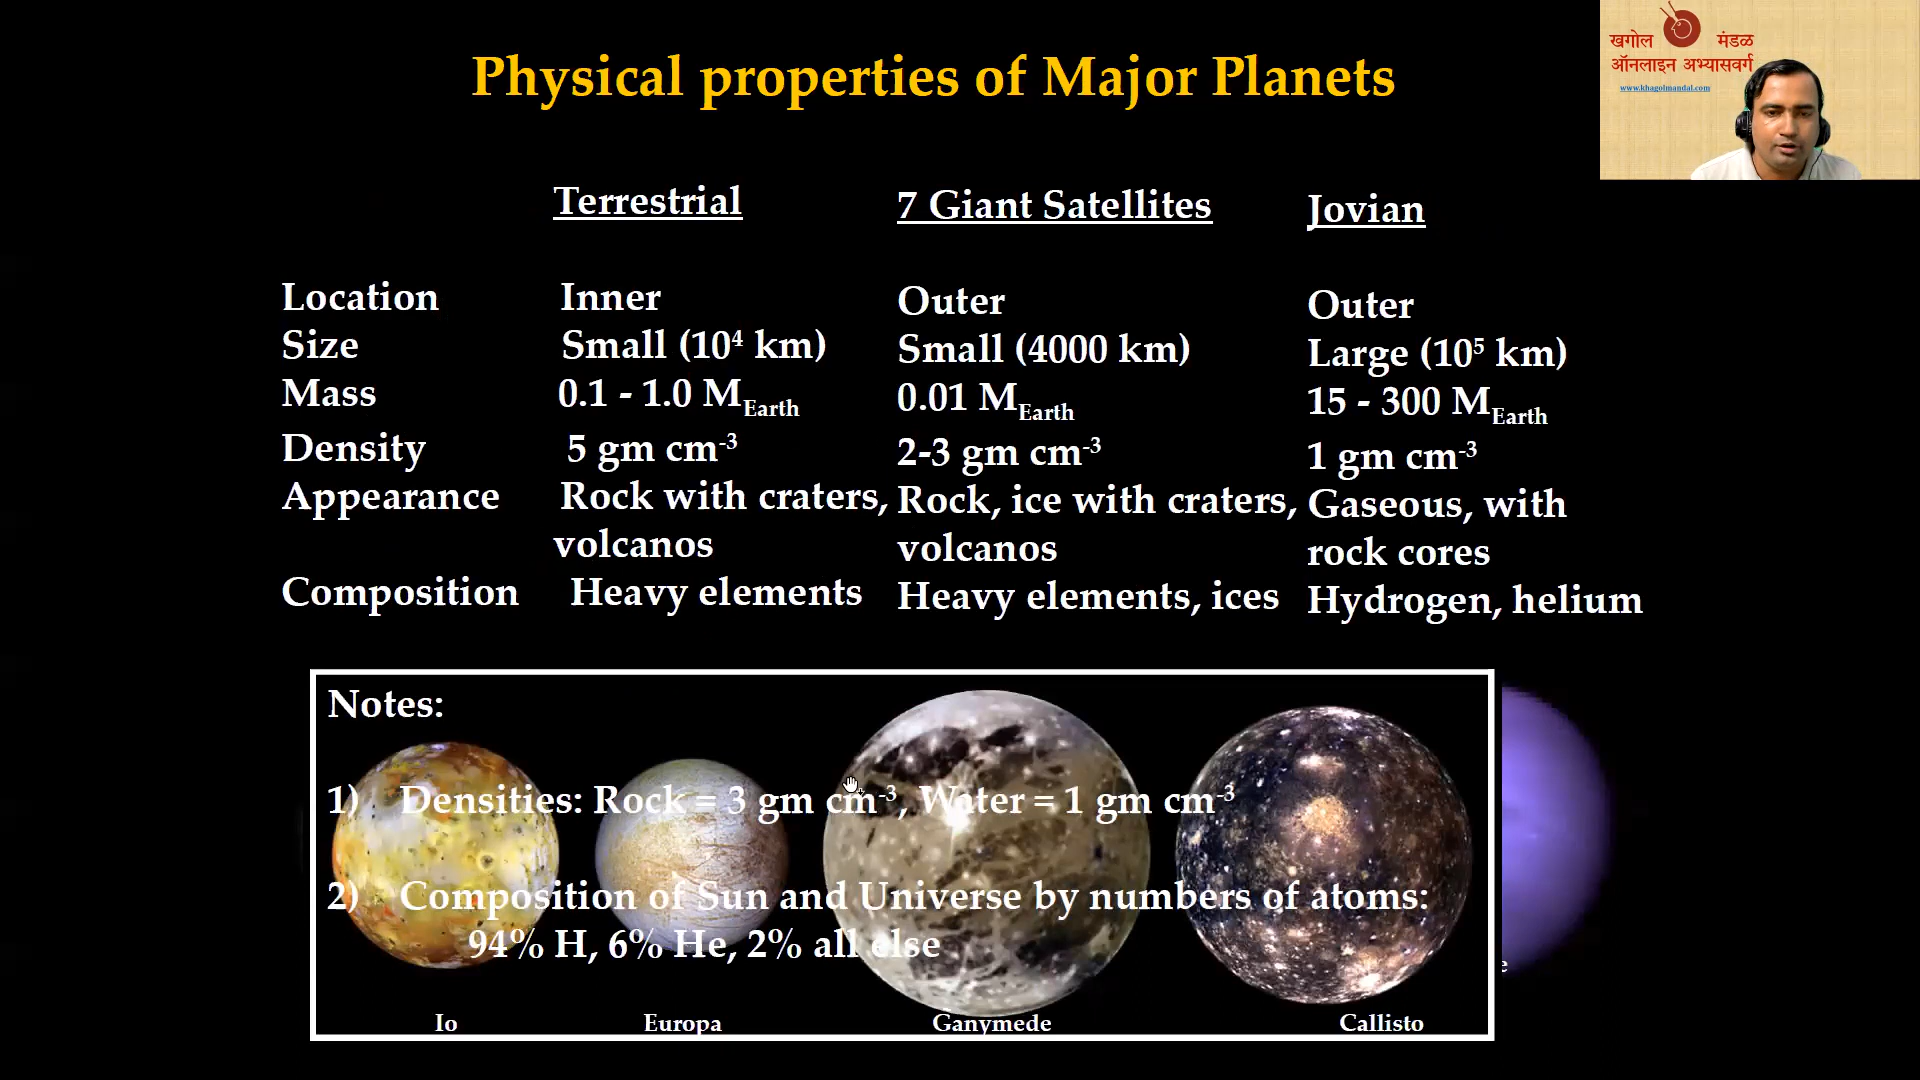 Physical properties of Major Planets
खगोल मंडळ
ऑनलाइन अभ्यासवर्ग
www.khagolmandal.com
Terrestrial 7 Giant Satellites Jovian
Location Inner Outer Outer
Size Small (10⁴ km) Small (4000 km) Large (10⁵ km)
Mass 0.1 - 1.0 M_Earth 0.01 M_Earth 15 - 300 M_Earth
Density 5 gm cm⁻³ 2-3 gm cm⁻³ 1 gm cm⁻³
Appearance Rock with craters, Rock, ice with craters, Gaseous, with
volcanos volcanos rock cores
Composition Heavy elements Heavy elements, ices Hydrogen, helium
Notes:
1) Densities: Rock = 3 gm cm⁻³, Water = 1 gm cm⁻³
2) Composition of Sun and Universe by numbers of atoms:
94% H, 6% He, 2% all else
Io Europa Ganymede Callisto